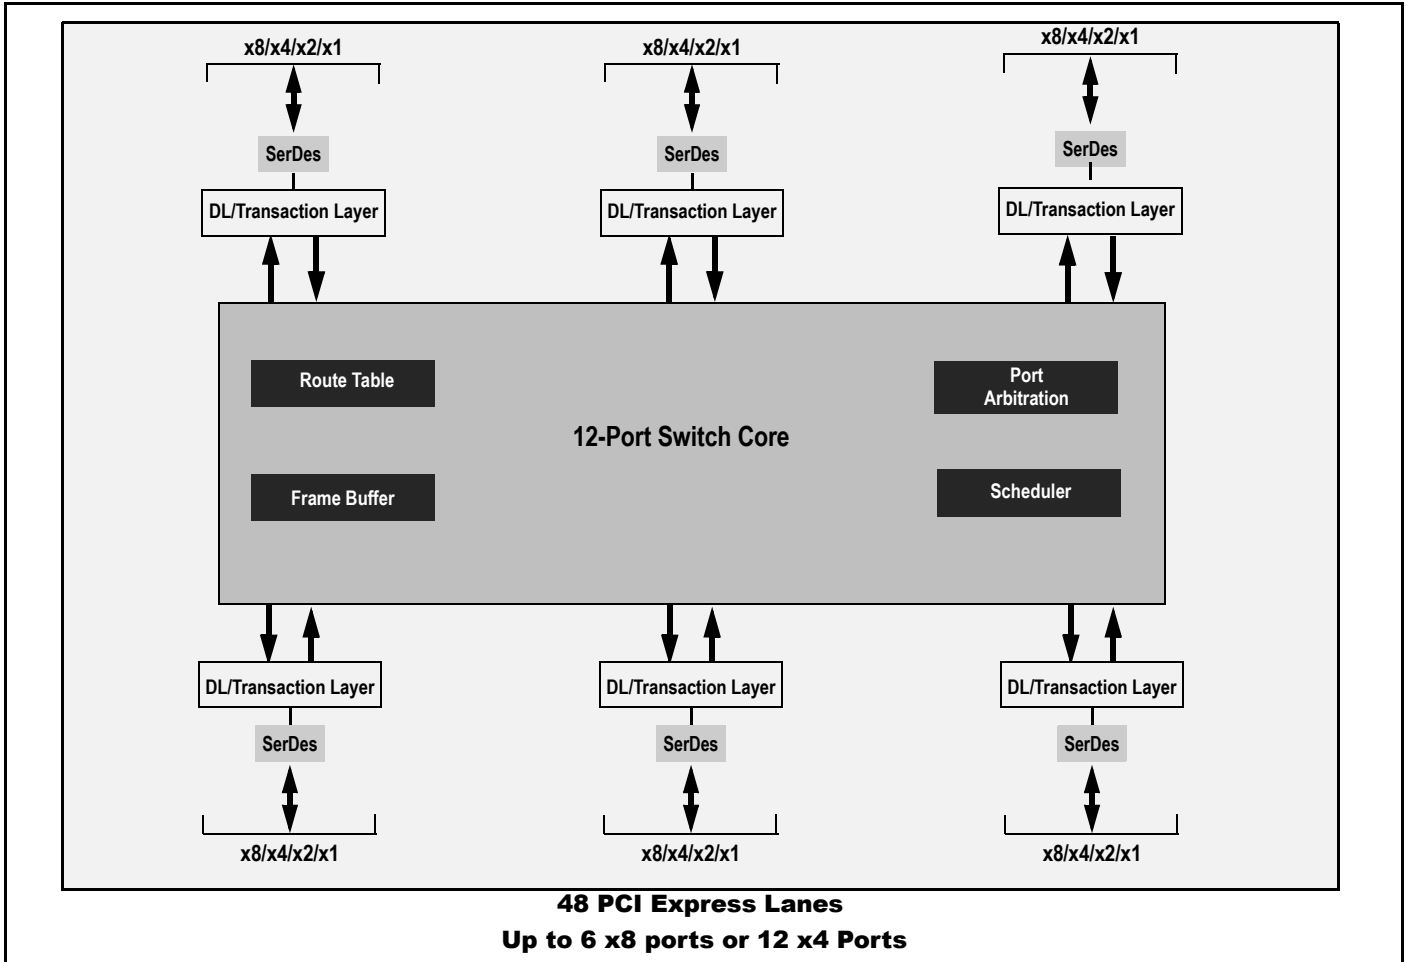 x8/x4/x2/x1
x8/x4/x2/x1
x8/x4/x2/x1
SerDes
SerDes
SerDes
DL/Transaction Layer
DL/Transaction Layer
DL/Transaction Layer
Route Table
Port
Arbitration
12-Port Switch Core
Frame Buffer
Scheduler
DL/Transaction Layer
DL/Transaction Layer
DL/Transaction Layer
SerDes
SerDes
SerDes
x8/x4/x2/x1
x8/x4/x2/x1
x8/x4/x2/x1
48 PCI Express Lanes
Up to 6 x8 ports or 12 x4 Ports